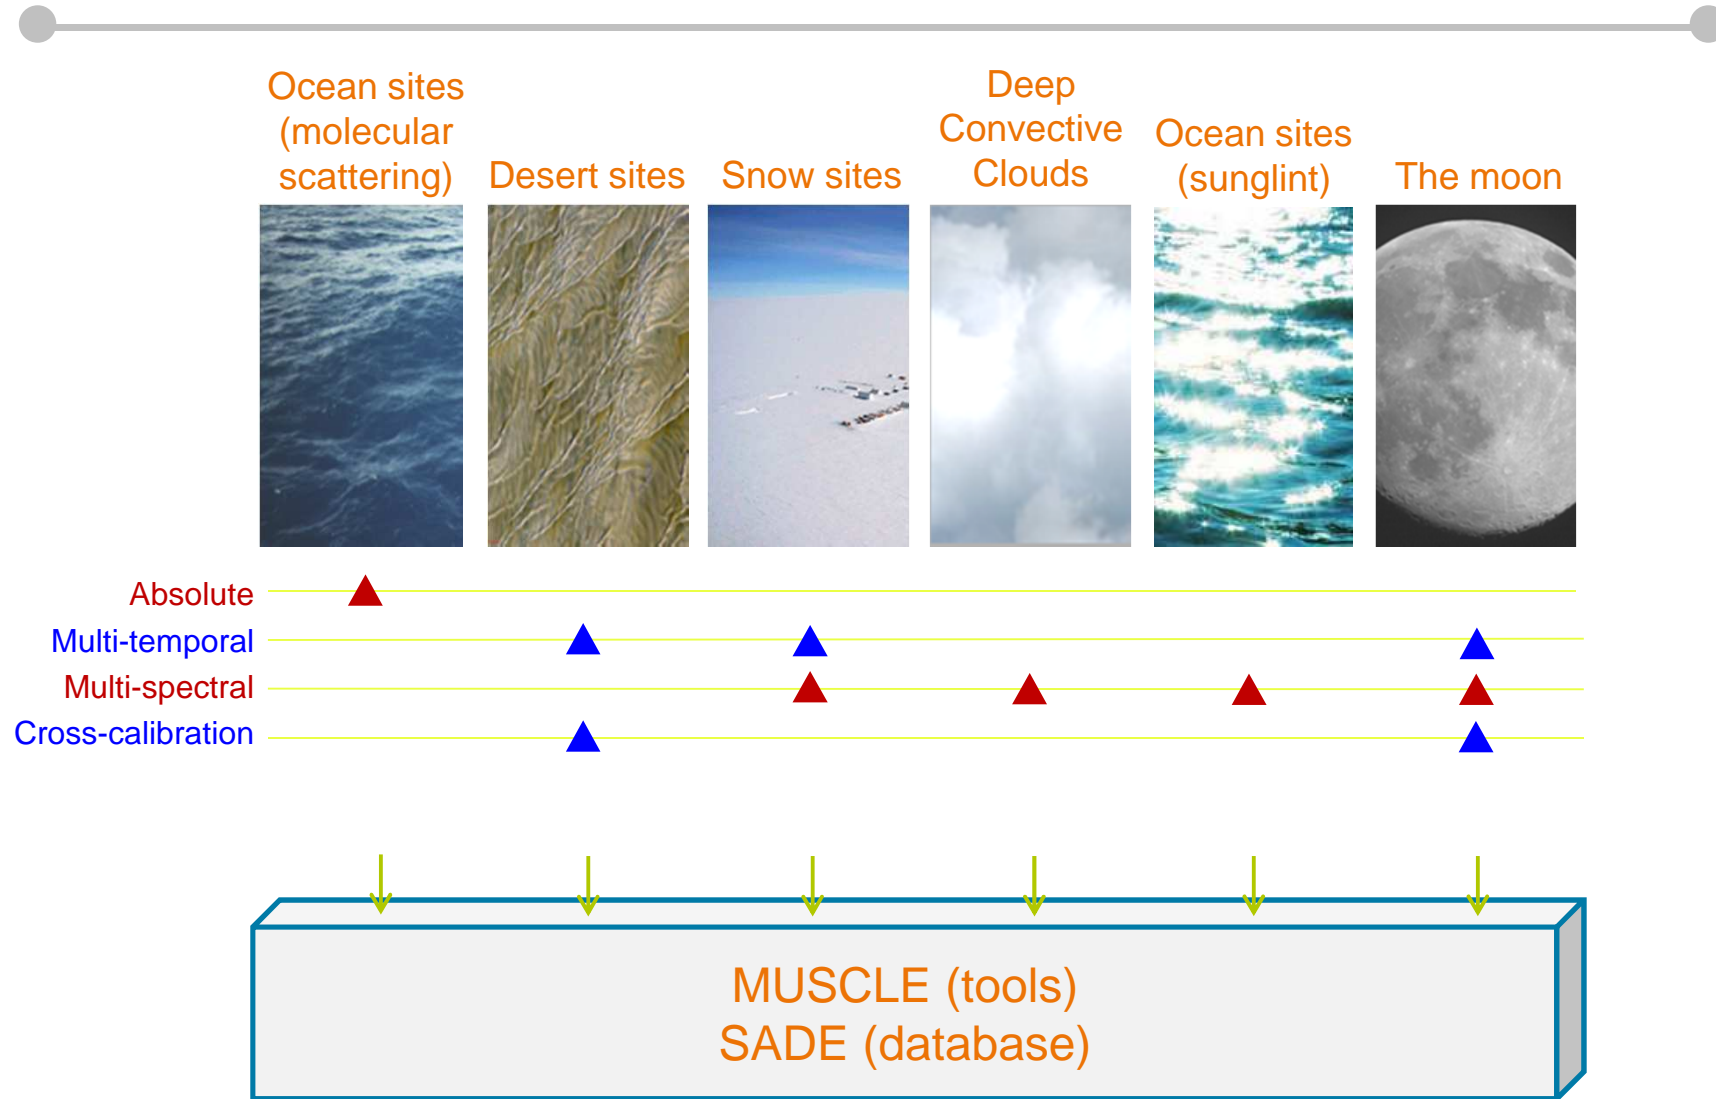 Ocean sites
(molecular
scattering)
Desert sites
Snow sites
Deep
Convective
Clouds
Ocean sites
(sunglint)
The moon
Absolute
Multi-temporal
Multi-spectral
Cross-calibration
MUSCLE (tools)
SADE (database)